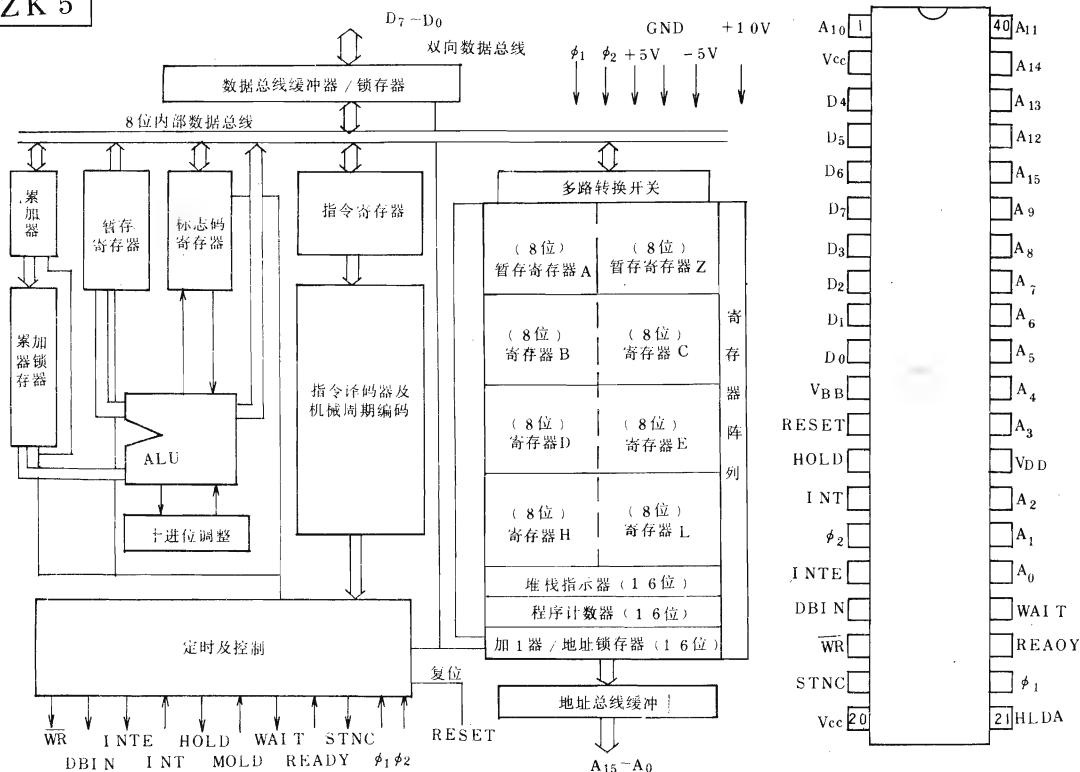 ZK5
D₇~D₀
双向数据总线
GND +10V
ϕ₁ ϕ₂ +5V -5V
数据总线缓冲器/锁存器
8位内部数据总线
累加器
暂存寄存器
标志码寄存器
指令寄存器
多路转换开关
(8位)
暂存寄存器A
(8位)
暂存寄存器Z
累加器锁存器
(8位)
寄存器B
(8位)
寄存器C
指令译码器及
机械周期编码
ALU
(8位)
寄存器D
(8位)
寄存器E
寄存器阵列
十进位调整
(8位)
寄存器H
(8位)
寄存器L
堆栈指示器(16位)
程序计数器(16位)
加1器/地址锁存器(16位)
定时及控制
复位
地址总线缓冲
WR INTE HOLD WAIT STNC RESET
DBIN INT MOLD READY ϕ₁ϕ₂
A₁₅~A₀
A₁₀ 1 40 A₁₁
Vcc A₁₄
D₄ A₁₃
D₅ A₁₂
D₆ A₁₅
D₇ A₉
D₃ A₈
D₂ A₇
D₁ A₆
D₀ A₅
VBB A₄
RESET A₃
HOLD VDD
INT A₂
ϕ₂ A₁
INTE A₀
DBIN WAIT
WR REAOY
STNC ϕ₁
Vcc 20 21 HLDA